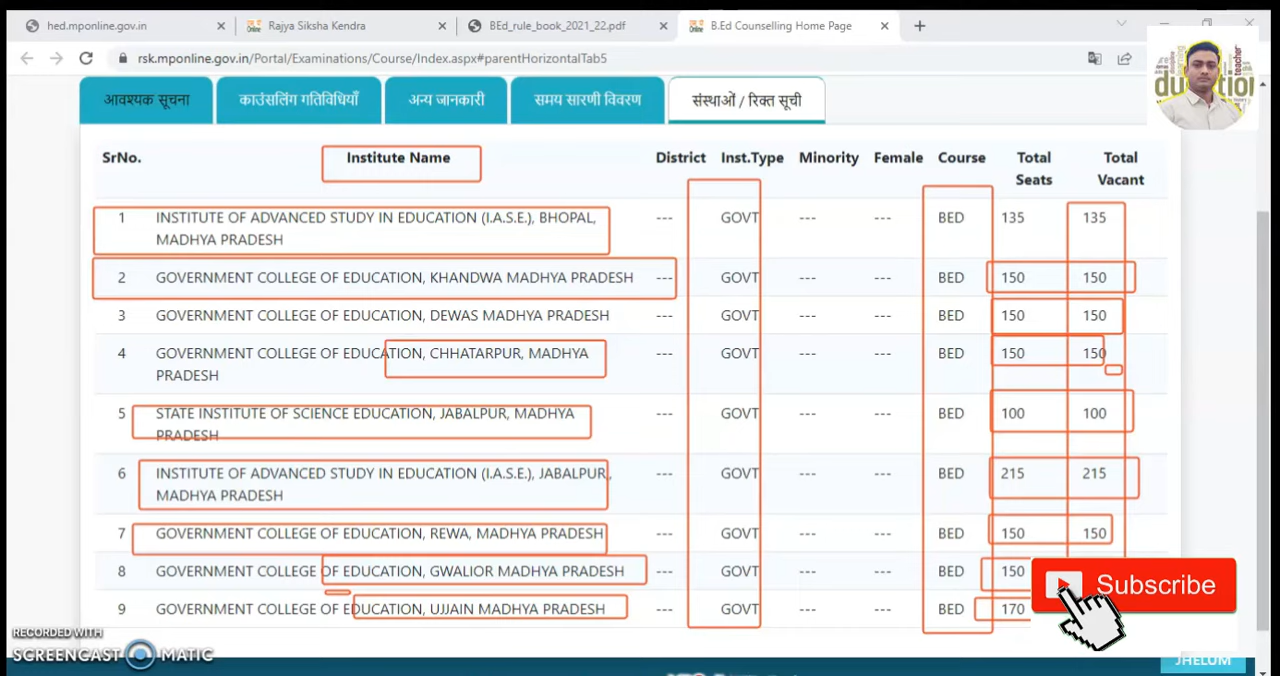 hed.mponline.gov.in
Rajya Siksha Kendra
BEd_rule_book_2021_22.pdf
B.Ed Counselling Home Page
rsk.mponline.gov.in/Portal/Examinations/Course/Index.aspx#parentHorizontalTab5
teacher
ducation
आवश्यक सूचना काउंसलिंग गतिविधियाँ अन्य जानकारी समय सारणी विवरण संस्थाओं / रिक्त सूची
SrNo. Institute Name District Inst.Type Minority Female Course Total Seats Total Vacant
1 INSTITUTE OF ADVANCED STUDY IN EDUCATION (I.A.S.E.), BHOPAL, --- GOVT --- --- BED 135 135
MADHYA PRADESH
2 GOVERNMENT COLLEGE OF EDUCATION, KHANDWA MADHYA PRADESH --- GOVT --- --- BED 150 150
3 GOVERNMENT COLLEGE OF EDUCATION, DEWAS MADHYA PRADESH --- GOVT --- --- BED 150 150
4 GOVERNMENT COLLEGE OF EDUCATION, CHHATARPUR, MADHYA --- GOVT --- --- BED 150 150
PRADESH
5 STATE INSTITUTE OF SCIENCE EDUCATION, JABALPUR, MADHYA --- GOVT --- --- BED 100 100
PRADESH
6 INSTITUTE OF ADVANCED STUDY IN EDUCATION (I.A.S.E.), JABALPUR,, --- GOVT --- --- BED 215 215
MADHYA PRADESH
7 GOVERNMENT COLLEGE OF EDUCATION, REWA, MADHYA PRADESH --- GOVT --- --- BED 150 150
8 GOVERNMENT COLLEGE OF EDUCATION, GWALIOR MADHYA PRADESH --- GOVT --- --- BED 150
9 GOVERNMENT COLLEGE OF EDUCATION, UJJAIN MADHYA PRADESH --- GOVT --- --- BED 170
Subscribe
RECORDED WITH
SCREENCAST MATIC
JHELUM